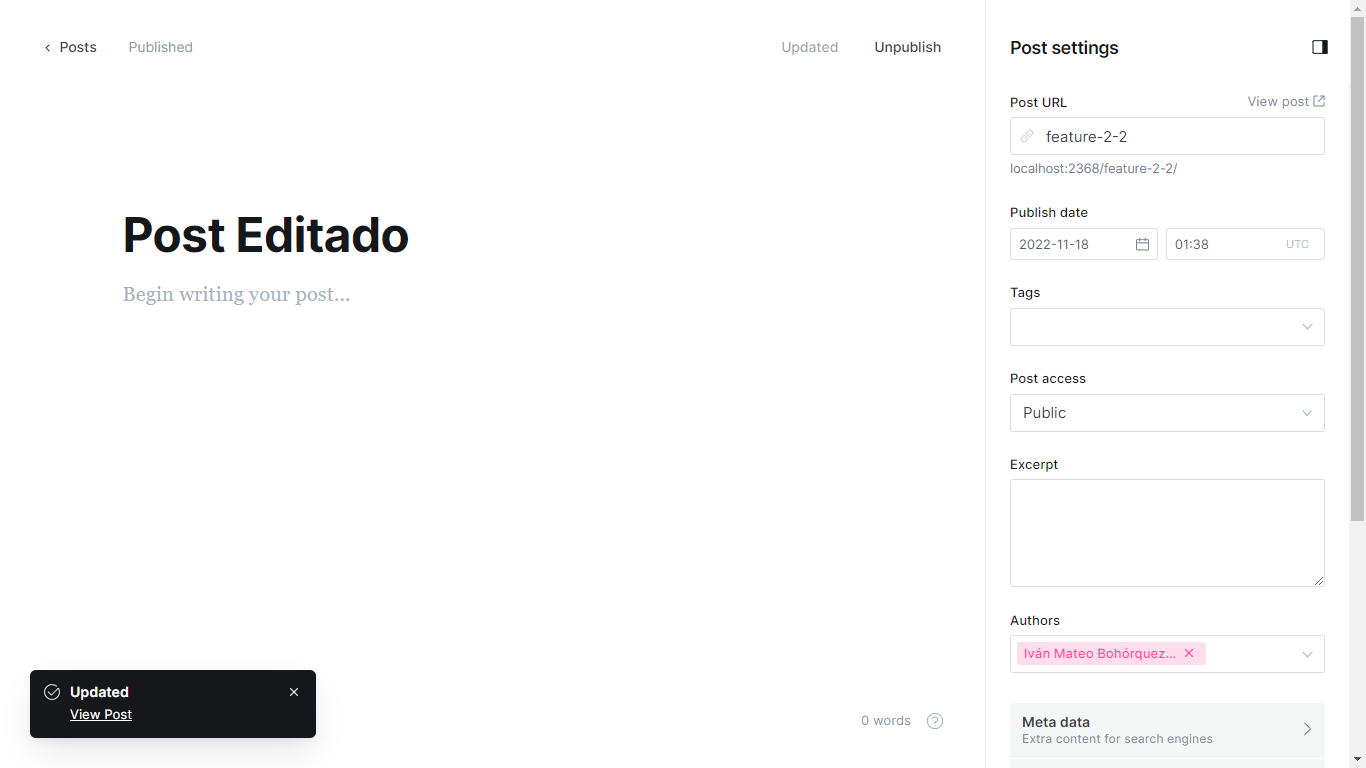 Posts
Published
Updated
Unpublish
Post Editado
Begin writing your post...
0 words
?
Updated
View Post
Post settings
Post URL
View post
feature-2-2
localhost:2368/feature-2-2/
Publish date
2022-11-18
01:38
UTC
Tags
Post access
Public
Excerpt
Authors
Iván Mateo Bohórquez...
Meta data
Extra content for search engines